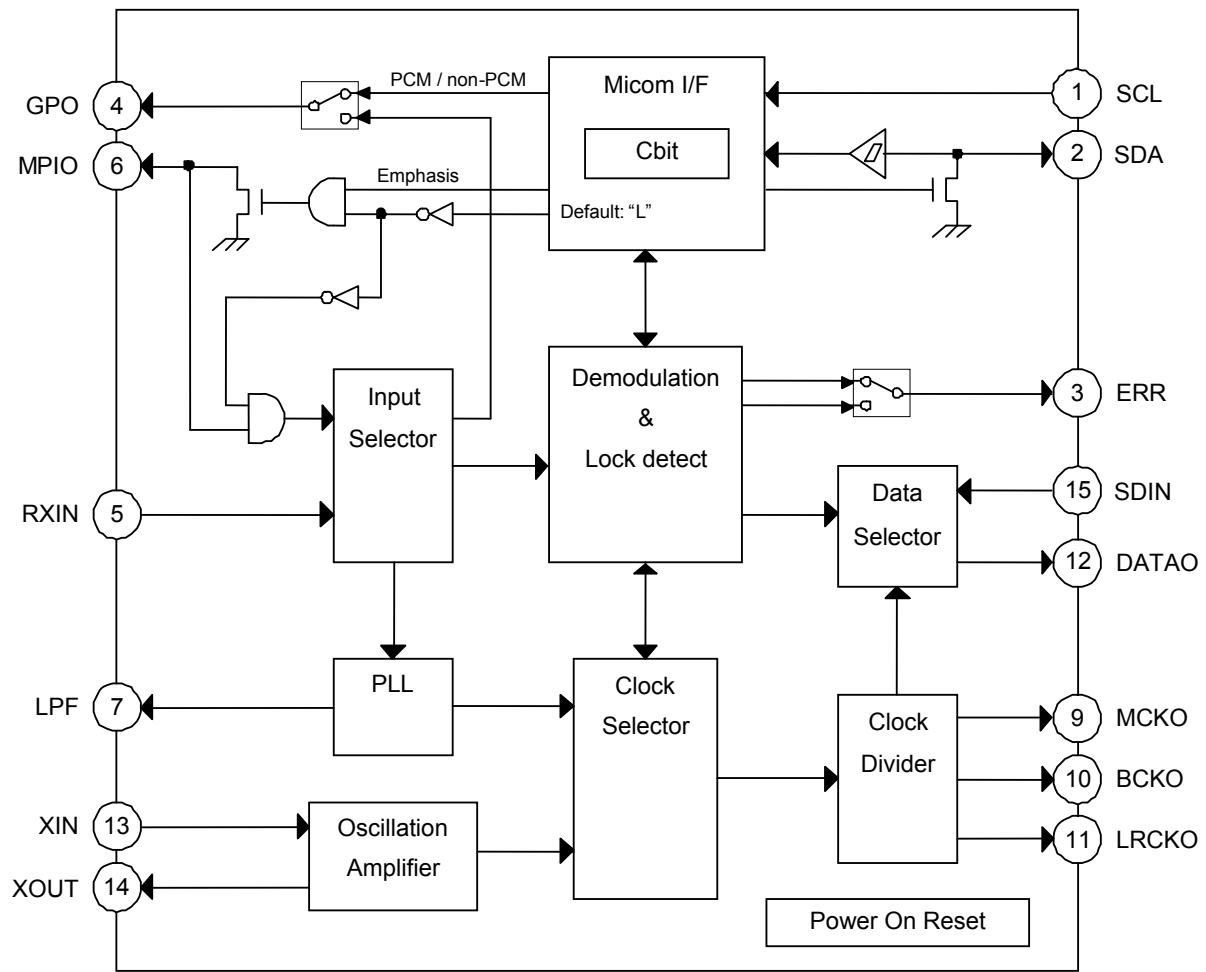 GPO
4
PCM / non-PCM
Micom I/F
1
SCL
MPIO
6
Cbit
2
SDA
Emphasis
Default: “L”
Input
Selector
Demodulation
&
Lock detect
3
ERR
RXIN
5
Data
Selector
15
SDIN
12
DATAO
LPF
7
PLL
Clock
Selector
Clock
Divider
9
MCKO
10
BCKO
11
LRCKO
XIN
13
Oscillation
Amplifier
XOUT
14
Power On Reset